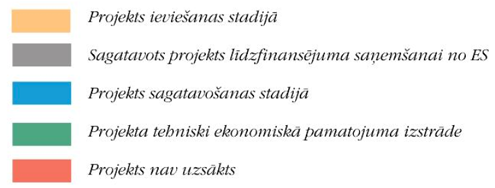 Projekts ieviešanas stadijā
Sagatavots projekts līdzfinansējuma saņemšanai no ES
Projekts sagatavošanas stadijā
Projekta tehniski ekonomiskā pamatojuma izstrāde
Projekts nav uzsākts